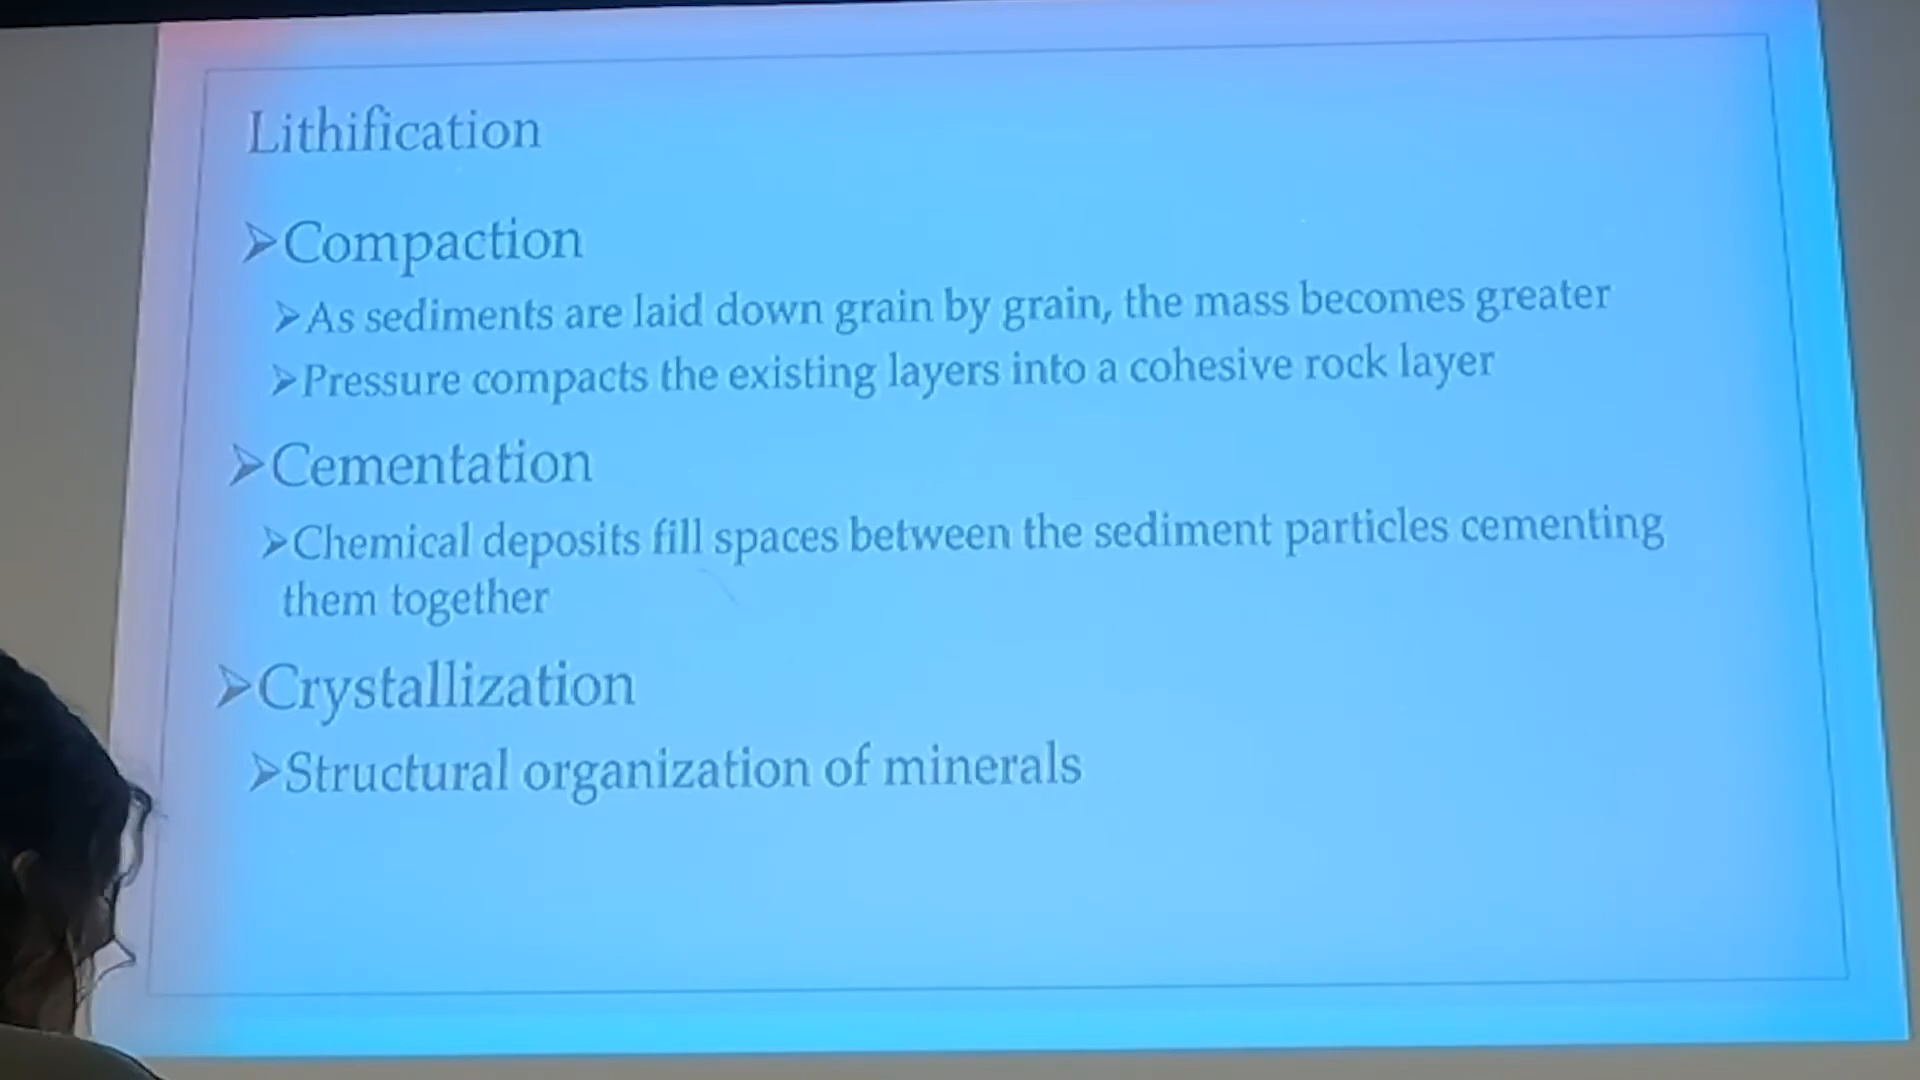 Lithification
➢Compaction
➢As sediments are laid down grain by grain, the mass becomes greater
➢Pressure compacts the existing layers into a cohesive rock layer
➢Cementation
➢Chemical deposits fill spaces between the sediment particles cementing
them together
➢Crystallization
➢Structural organization of minerals